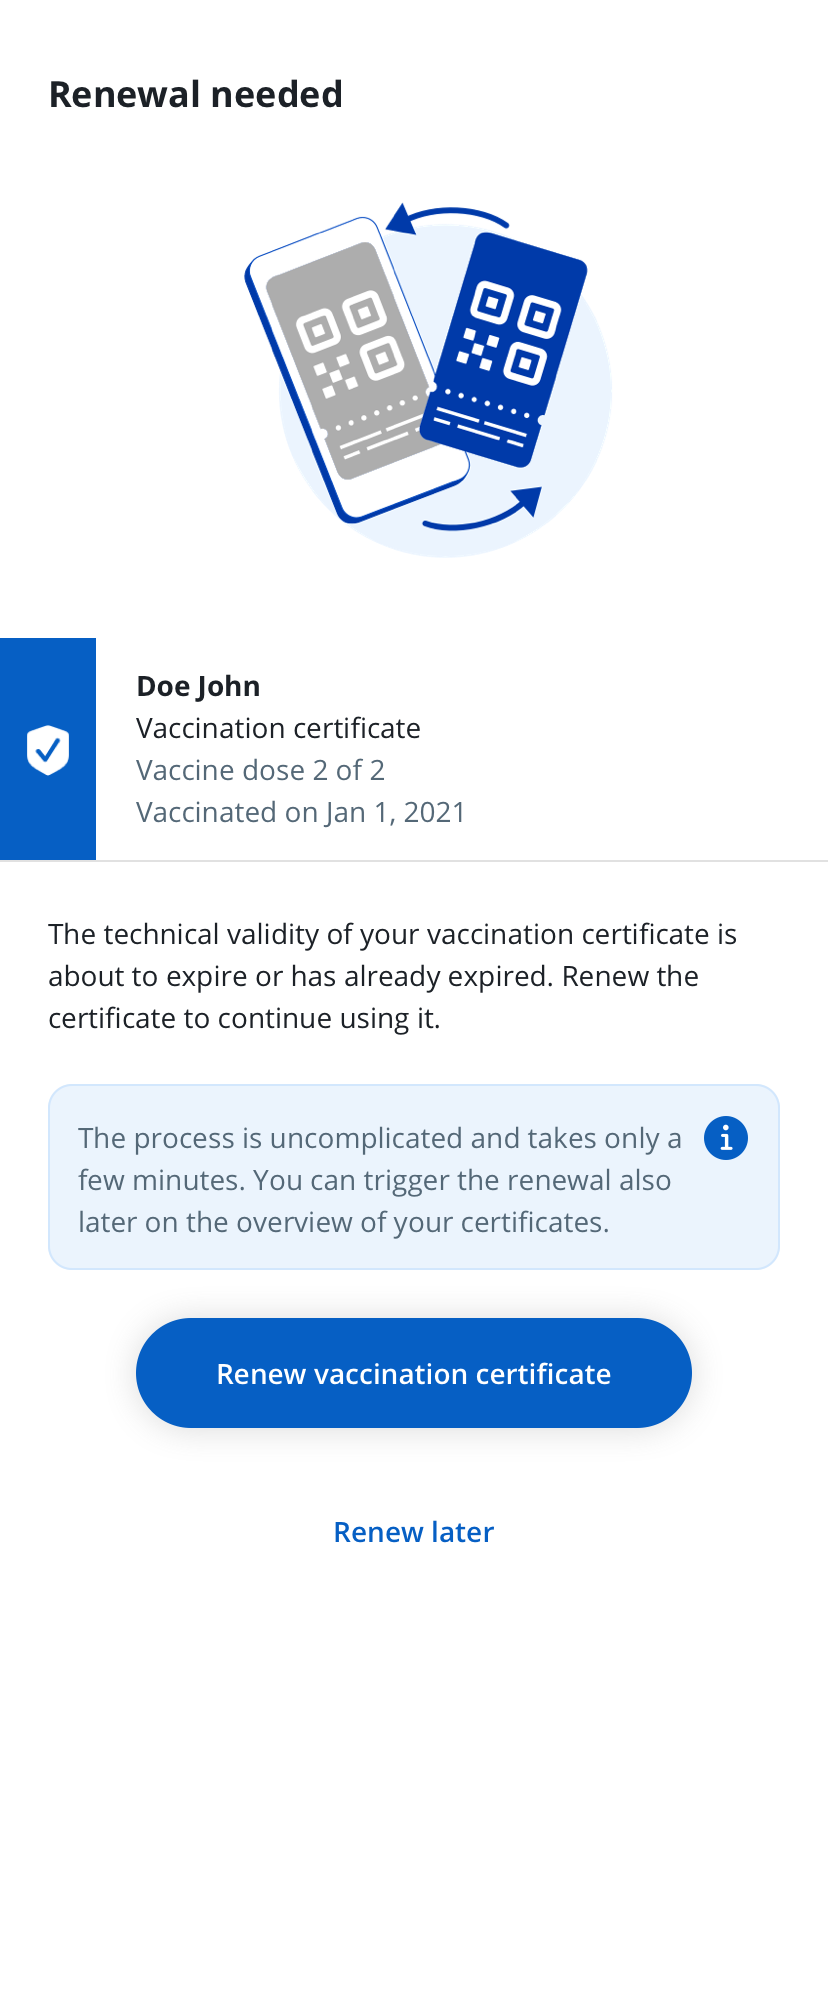 Renewal needed
Doe John
Vaccination certificate
Vaccine dose 2 of 2
Vaccinated on Jan 1, 2021
The technical validity of your vaccination certificate is
about to expire or has already expired. Renew the
certificate to continue using it.
The process is uncomplicated and takes only a
few minutes. You can trigger the renewal also
later on the overview of your certificates.
Renew vaccination certificate
Renew later